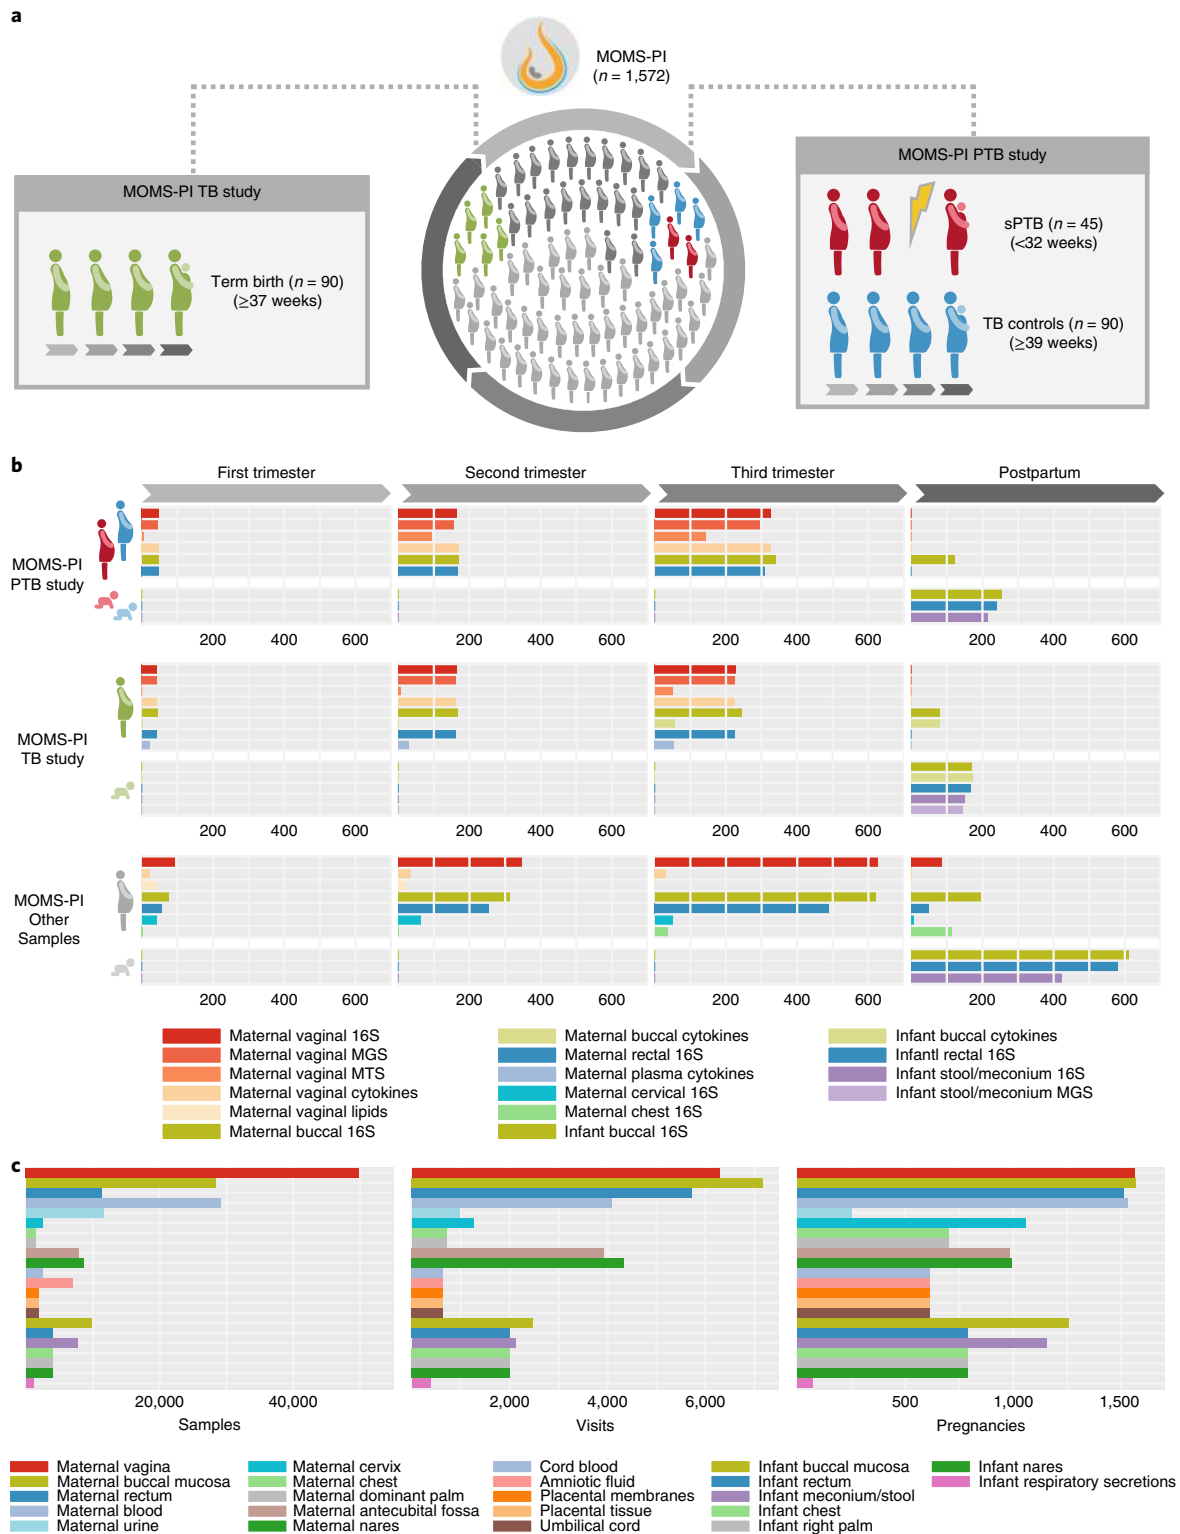 a
MOMS-PI
(n = 1,572)
MOMS-PI TB study
Term birth (n = 90)
(≥37 weeks)
MOMS-PI PTB study
sPTB (n = 45)
(<32 weeks)
TB controls (n = 90)
(≥39 weeks)
b
First trimester
Second trimester
Third trimester
Postpartum
MOMS-PI
PTB study
200 400 600 200 400 600 200 400 600 200 400 600
MOMS-PI
TB study
200 400 600 200 400 600 200 400 600 200 400 600
MOMS-PI
Other
Samples
200 400 600 200 400 600 200 400 600 200 400 600
Maternal vaginal 16S
Maternal vaginal MGS
Maternal vaginal MTS
Maternal vaginal cytokines
Maternal vaginal lipids
Maternal buccal 16S
Maternal buccal cytokines
Maternal rectal 16S
Maternal plasma cytokines
Maternal cervical 16S
Maternal chest 16S
Infant buccal 16S
Infant buccal cytokines
Infantl rectal 16S
Infant stool/meconium 16S
Infant stool/meconium MGS
c
20,000 40,000
Samples
2,000 4,000 6,000
Visits
500 1,000 1,500
Pregnancies
Maternal vagina
Maternal buccal mucosa
Maternal rectum
Maternal blood
Maternal urine
Maternal cervix
Maternal chest
Maternal dominant palm
Maternal antecubital fossa
Maternal nares
Cord blood
Amniotic fluid
Placental membranes
Placental tissue
Umbilical cord
Infant buccal mucosa
Infant rectum
Infant meconium/stool
Infant chest
Infant right palm
Infant nares
Infant respiratory secretions